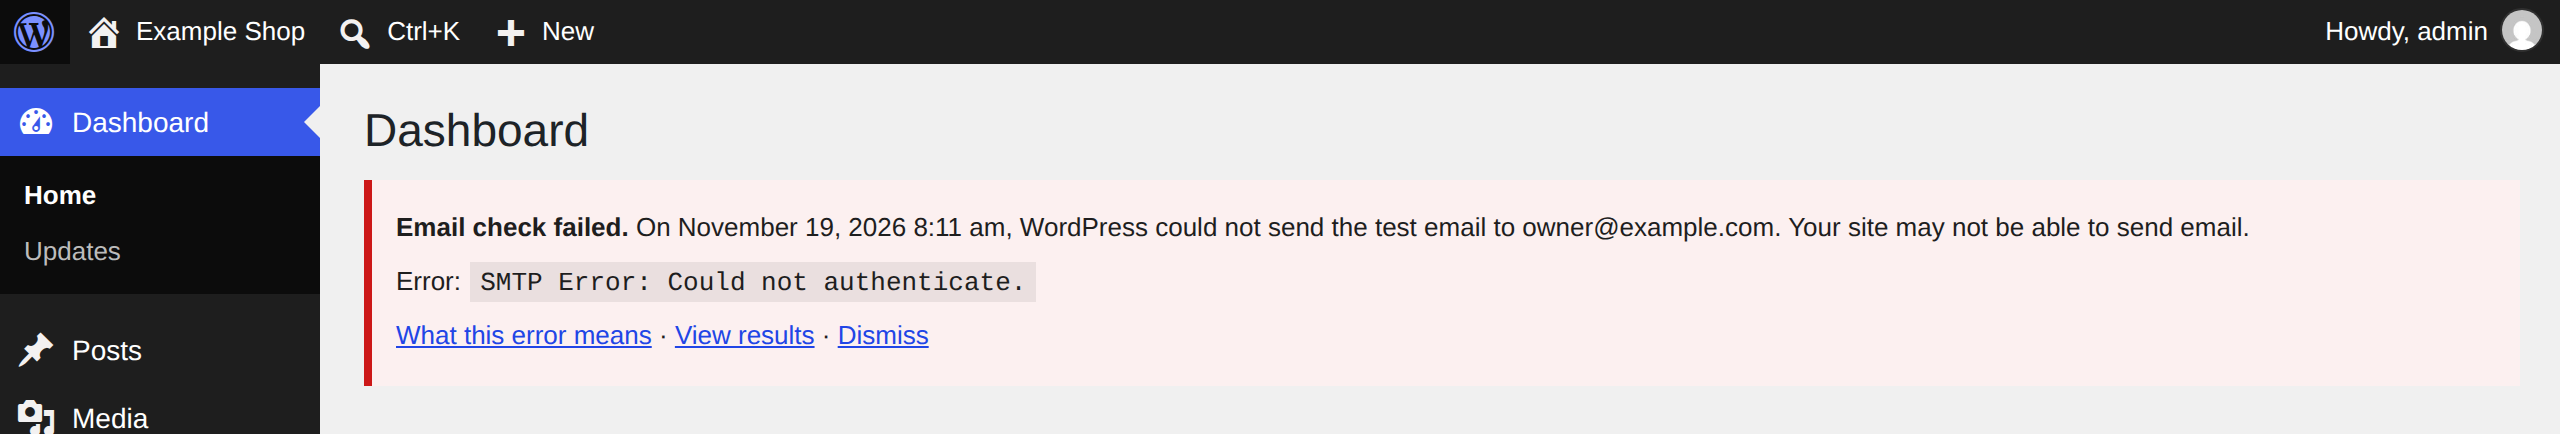 Example Shop
Ctrl+K
New
Howdy, admin
Dashboard
Home
Updates
Posts
Media
Dashboard
Email check failed. On November 19, 2026 8:11 am, WordPress could not send the test email to owner@example.com. Your site may not be able to send email.
Error: SMTP Error: Could not authenticate.
What this error means · View results · Dismiss